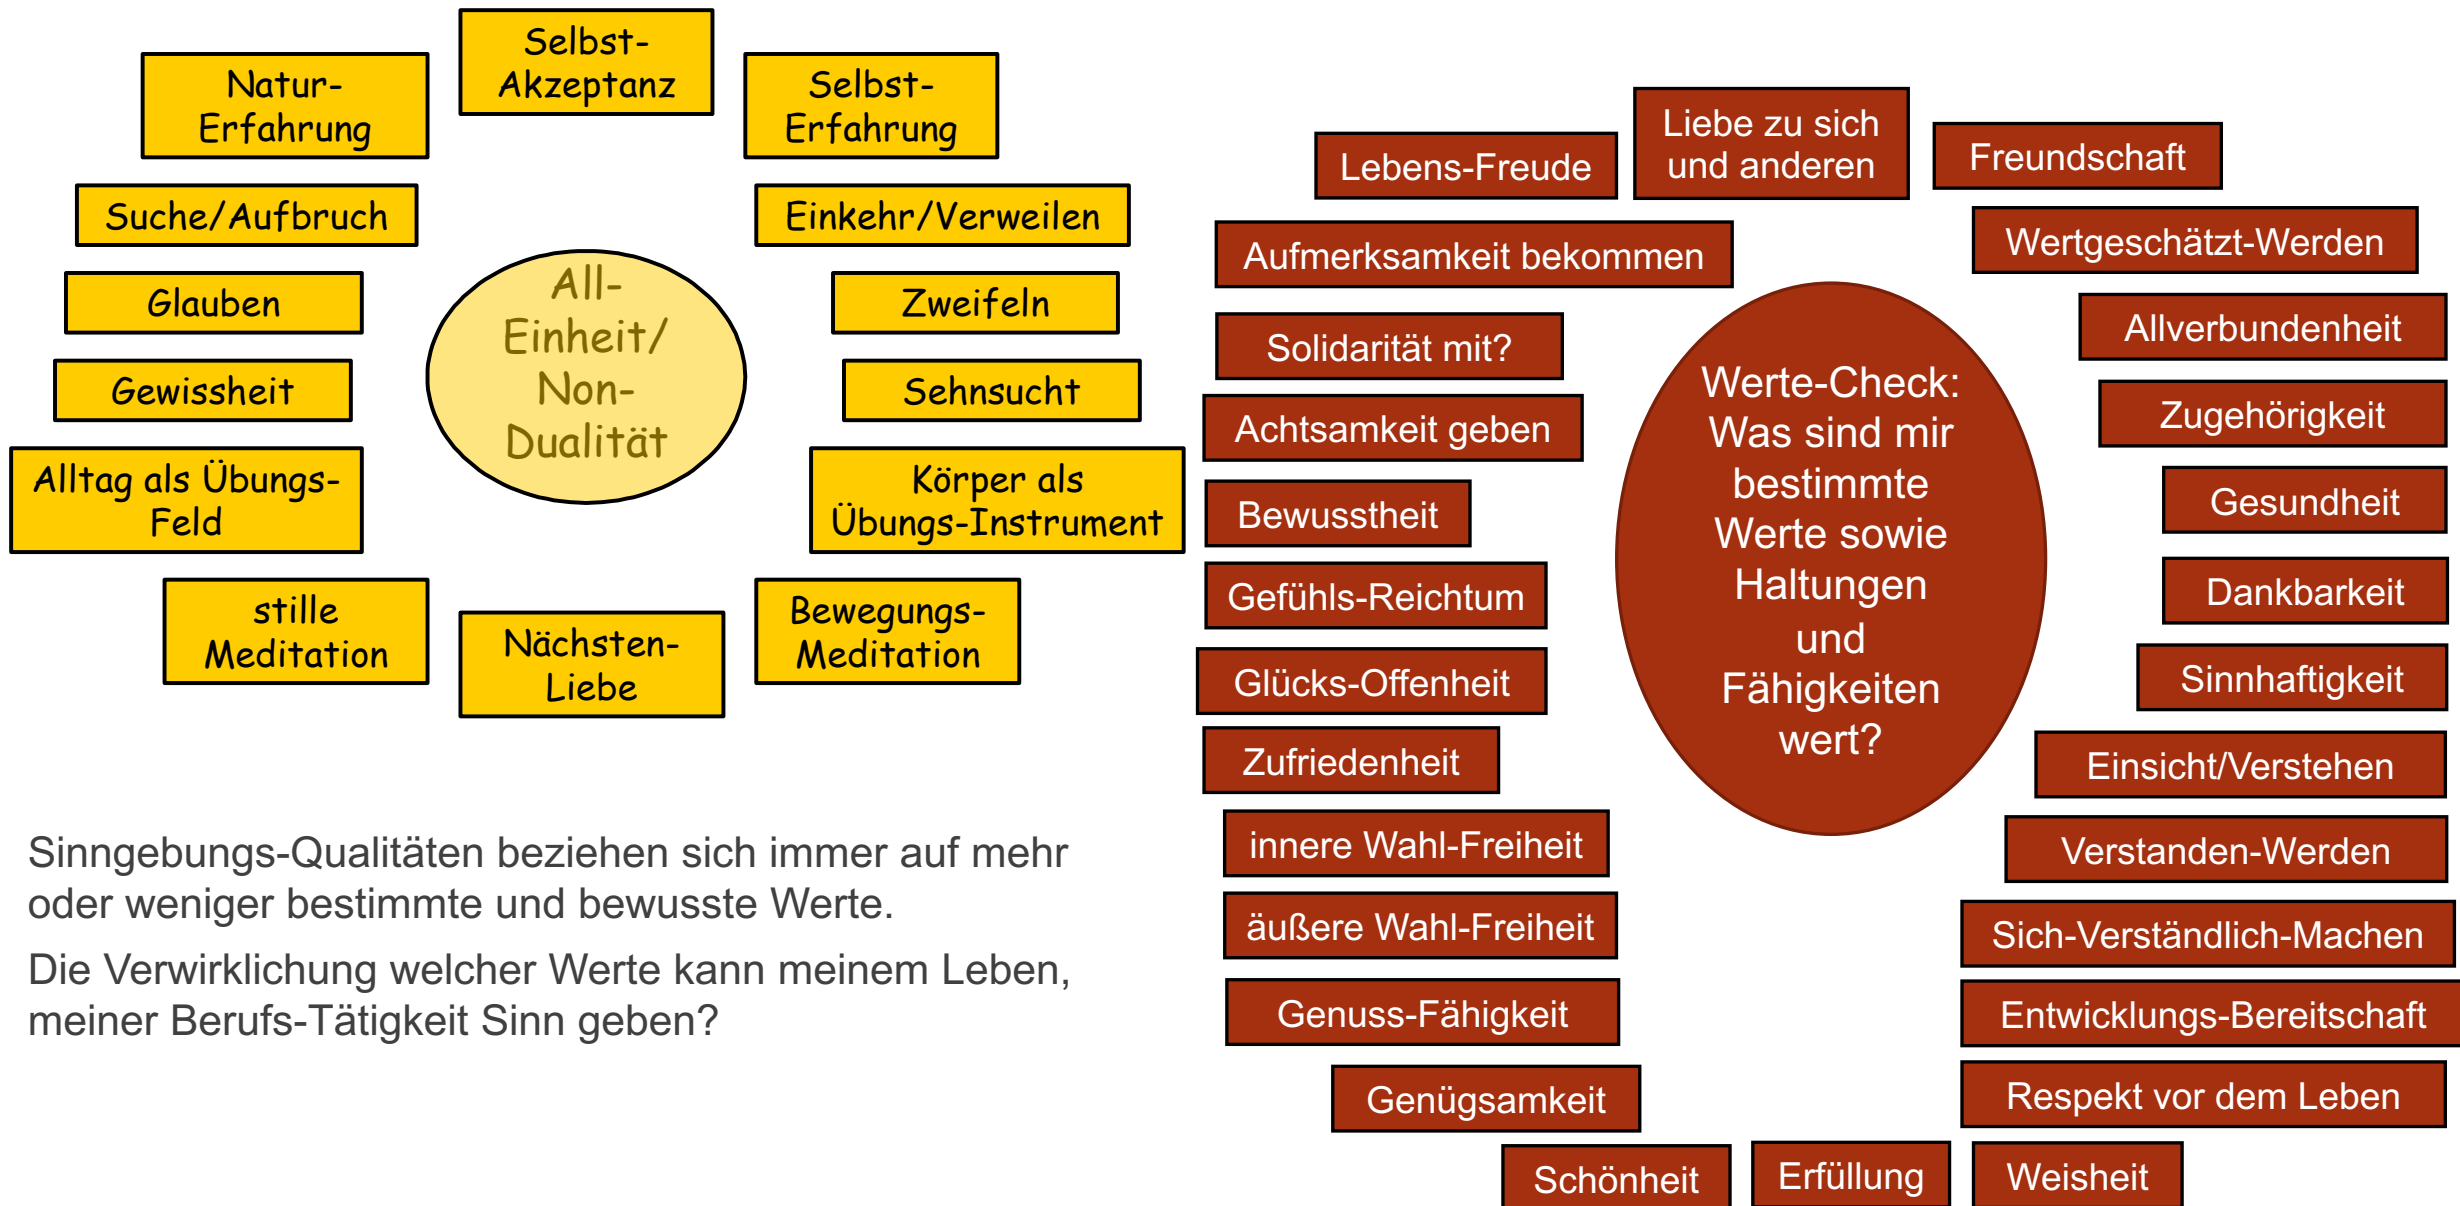 Selbst-
Akzeptanz
Natur-
Erfahrung
Selbst-
Erfahrung
Suche/Aufbruch
Einkehr/Verweilen
Glauben
Zweifeln
Gewissheit
Sehnsucht
All-
Einheit/
Non-
Dualität
Alltag als Übungs-
Feld
Körper als
Übungs-Instrument
stille
Meditation
Nächsten-
Liebe
Bewegungs-
Meditation
Sinngebungs-Qualitäten beziehen sich immer auf mehr
oder weniger bestimmte und bewusste Werte.
Die Verwirklichung welcher Werte kann meinem Leben,
meiner Berufs-Tätigkeit Sinn geben?
Liebe zu sich
und anderen
Lebens-Freude
Freundschaft
Aufmerksamkeit bekommen
Wertgeschätzt-Werden
Solidarität mit?
Allverbundenheit
Achtsamkeit geben
Zugehörigkeit
Bewusstheit
Gesundheit
Gefühls-Reichtum
Dankbarkeit
Glücks-Offenheit
Sinnhaftigkeit
Zufriedenheit
Einsicht/Verstehen
innere Wahl-Freiheit
Verstanden-Werden
äußere Wahl-Freiheit
Sich-Verständlich-Machen
Genuss-Fähigkeit
Entwicklungs-Bereitschaft
Genügsamkeit
Respekt vor dem Leben
Schönheit
Erfüllung
Weisheit
Werte-Check:
Was sind mir
bestimmte
Werte sowie
Haltungen
und
Fähigkeiten
wert?